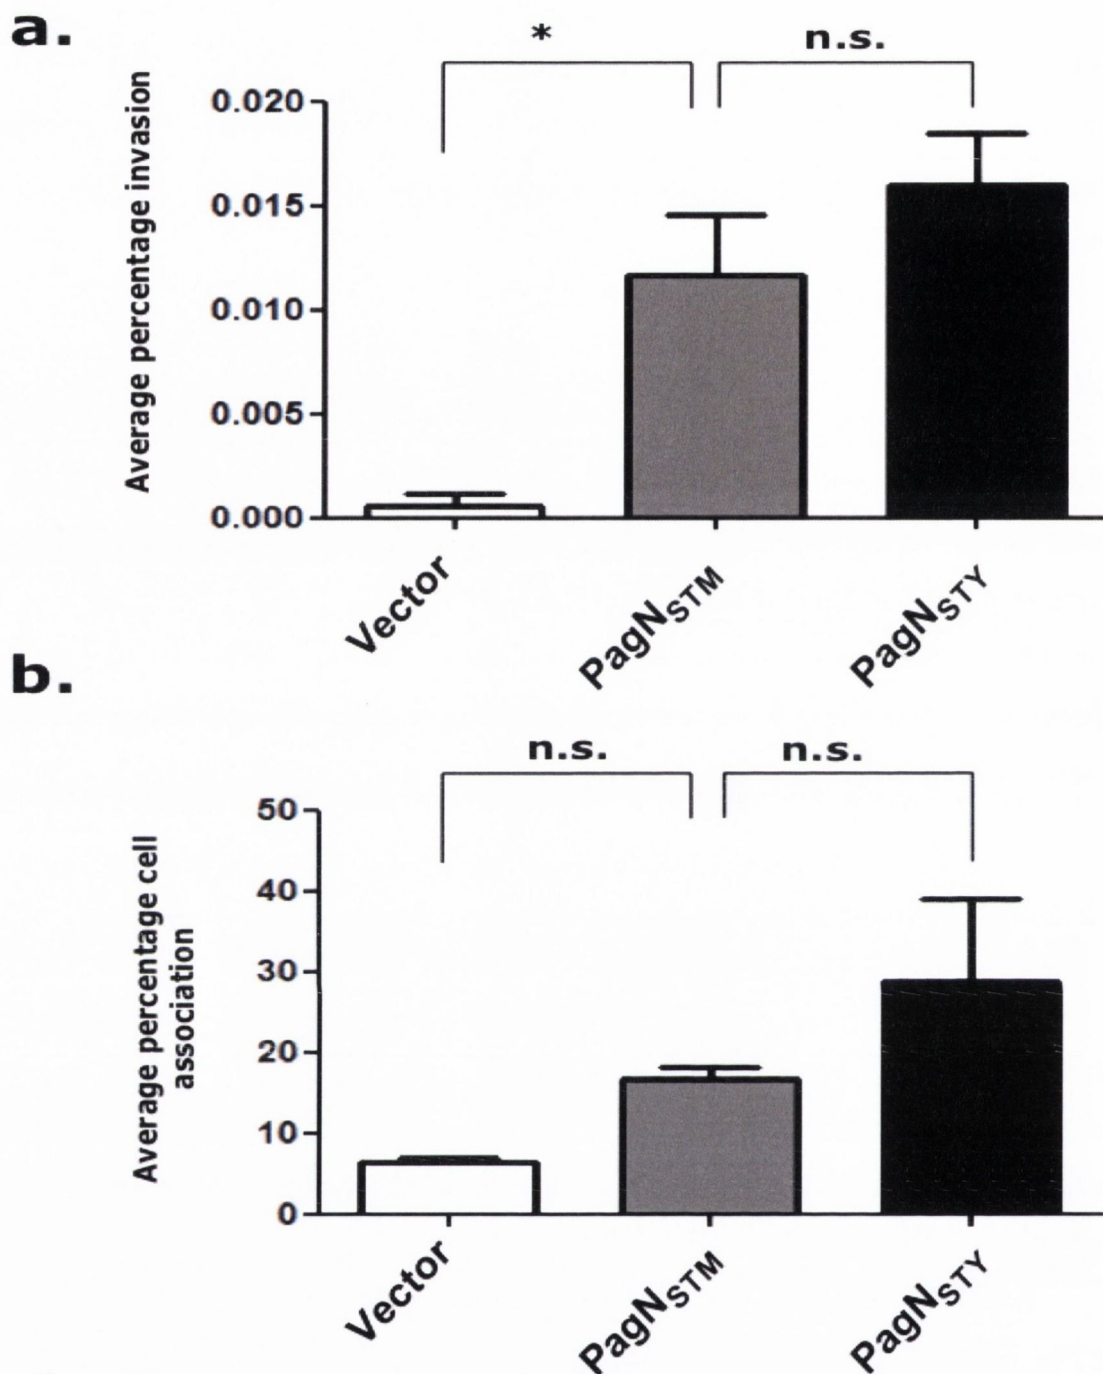 a.
* n.s.
Average percentage invasion
0.020
0.015
0.010
0.005
0.000
Vector PagNSTM PagNSTY
b.
n.s. n.s.
Average percentage cell
association
50
40
30
20
10
0
Vector PagNSTM PagNSTY